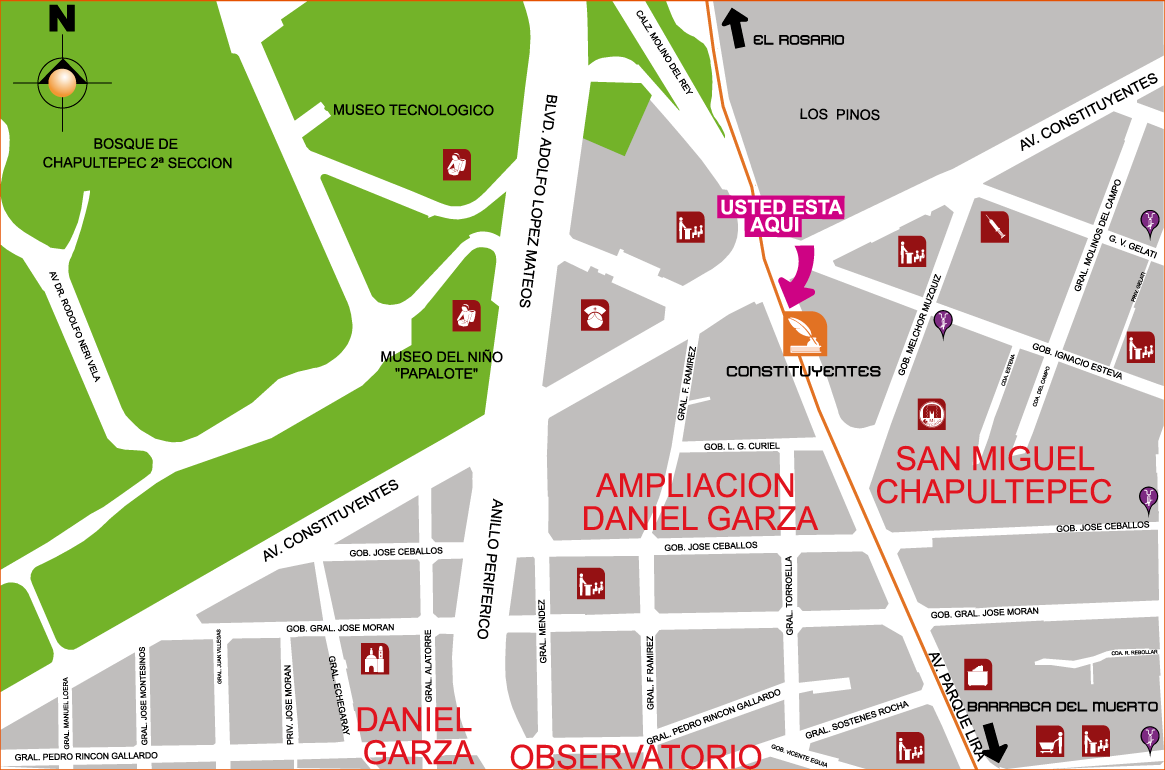 N
EL ROSARIO
CALZ. MOLINO DEL REY
MUSEO TECNOLOGICO
LOS PINOS
AV. CONSTITUYENTES
BOSQUE DE
CHAPULTEPEC 2ª SECCION
BLVD. ADOLFO LOPEZ MATEOS
USTED ESTA
AQUI
GRAL. MOLINOS DEL CAMPO
G. V. GELATI
PRIV. GELATI
AV DR. RODOLFO NERI VELA
GOB. MELCHOR MUZQUIZ
MUSEO DEL NIÑO
"PAPALOTE"
CONSTITUYENTES
GRAL. F. RAMIREZ
GOB. IGNACIO ESTEVA
CDA. ESTEVA
CDA. DEL CAMPO
GOB. L. G. CURIEL
SAN MIGUEL
CHAPULTEPEC
AMPLIACION
DANIEL GARZA
AV. CONSTITUYENTES
ANILLO PERIFERICO
GOB. JOSE CEBALLOS
GOB. JOSE CEBALLOS
GOB. JOSE CEBALLOS
GRAL. TORROELLA
GRAL. MENDEZ
GOB. GRAL. JOSE MORAN
GOB. GRAL. JOSE MORAN
GRAL. F RAMIREZ
GRAL. MANUEL LOERA
GRAL. JOSE MONTESINOS
GRAL. JUAN VILLEGAS
PRIV. JOSE MORAN
GRAL. ECHEGARAY
GRAL. ALATORRE
AV. PARQUE LIRA
CDA. R. REBOLLAR
BARRABCA DEL MUERTO
DANIEL
GARZA
OBSERVATORIO
GRAL. PEDRO RINCON GALLARDO
GRAL. PEDRO RINCON GALLARDO
GRAL. SOSTENES ROCHA
GOB. VICENTE EGUIA